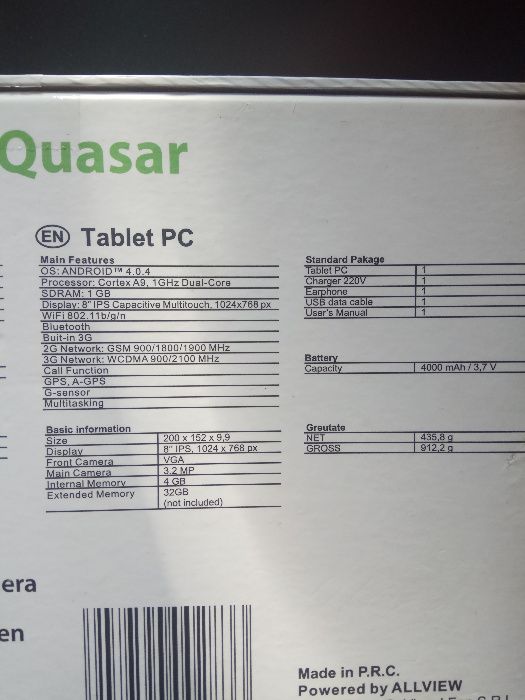 Quasar
EN Tablet PC
Main Features
OS: ANDROID™ 4.0.4
Processor: Cortex A9, 1GHz Dual-Core
SDRAM: 1 GB
Display: 8" IPS Capacitive Multitouch, 1024x768 px
WiFi 802.11b/g/n
Bluetooth
Buit-in 3G
2G Network: GSM 900/1800/1900 MHz
3G Network: WCDMA 900/2100 MHz
Call Function
GPS, A-GPS
G-sensor
Multitasking
Basic information
Size 200 x 152 x 9,9
Display 8" IPS, 1024 x 768 px
Front Camera VGA
Main Camera 3.2 MP
Internal Memory 4 GB
Extended Memory 32GB
(not included)
Standard Pakage
Tablet PC 1
Charger 220V 1
Earphone 1
USB data cable 1
User's Manual 1
Battery
Capacity 4000 mAh / 3,7 V
Greutate
NET 435,8 g
GROSS 912,2 g
era
en
Made in P.R.C.
Powered by ALLVIEW